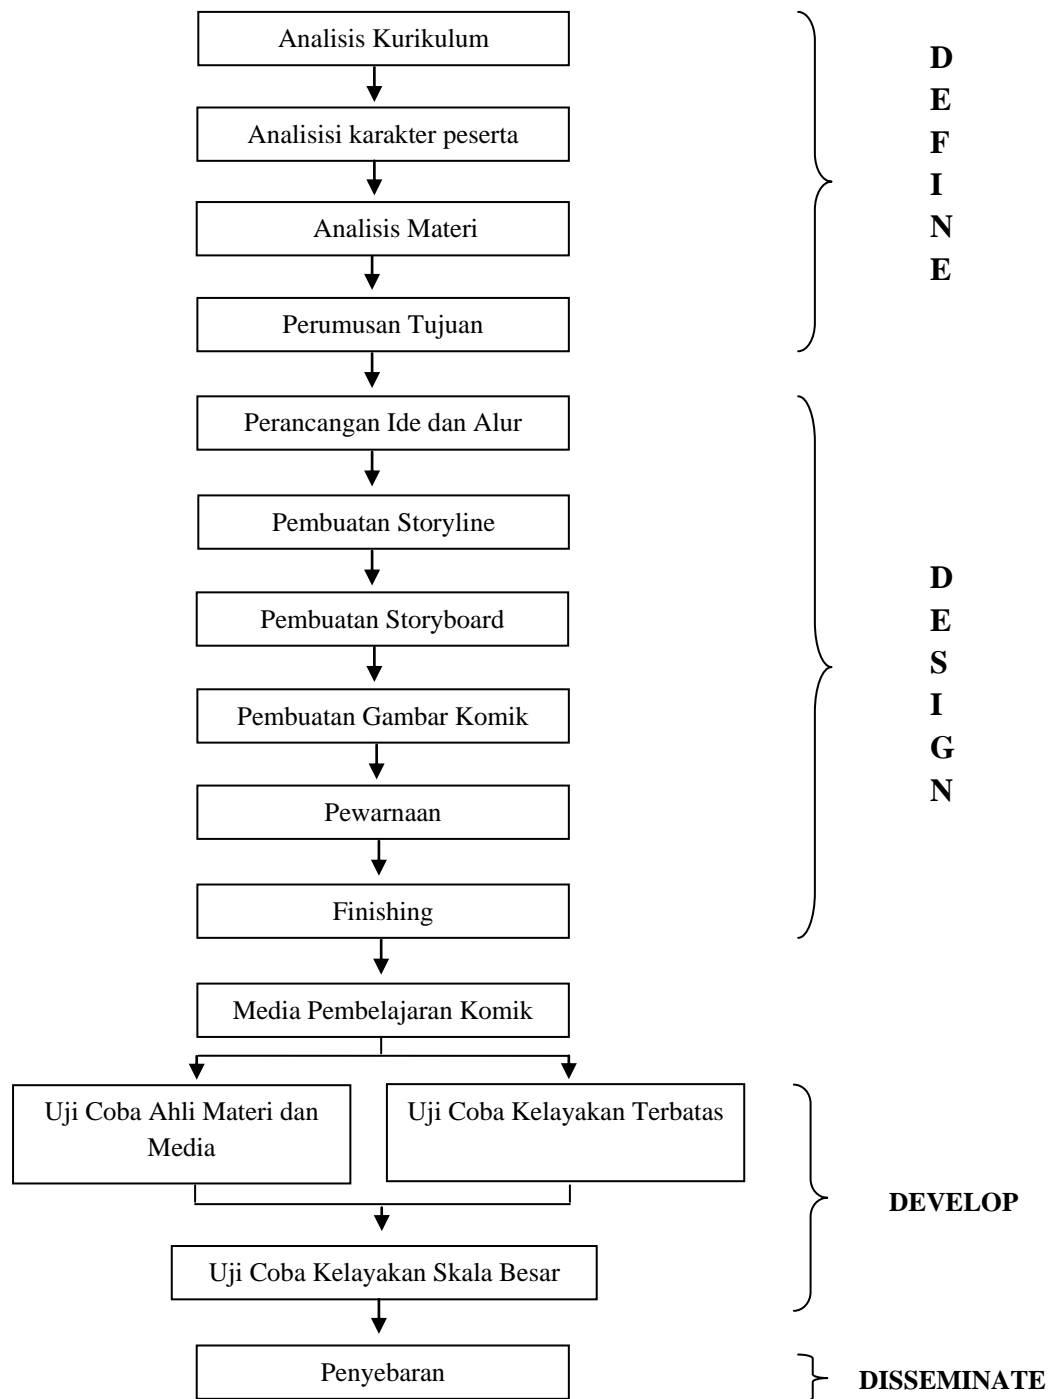 Analisis Kurikulum
Analisisi karakter peserta
Analisis Materi
Perumusan Tujuan
DEFINE
Perancangan Ide dan Alur
Pembuatan Storyline
Pembuatan Storyboard
Pembuatan Gambar Komik
Pewarnaan
Finishing
DESIGN
Media Pembelajaran Komik
Uji Coba Ahli Materi dan
Media
Uji Coba Kelayakan Terbatas
Uji Coba Kelayakan Skala Besar
DEVELOP
Penyebaran
DISSEMINATE